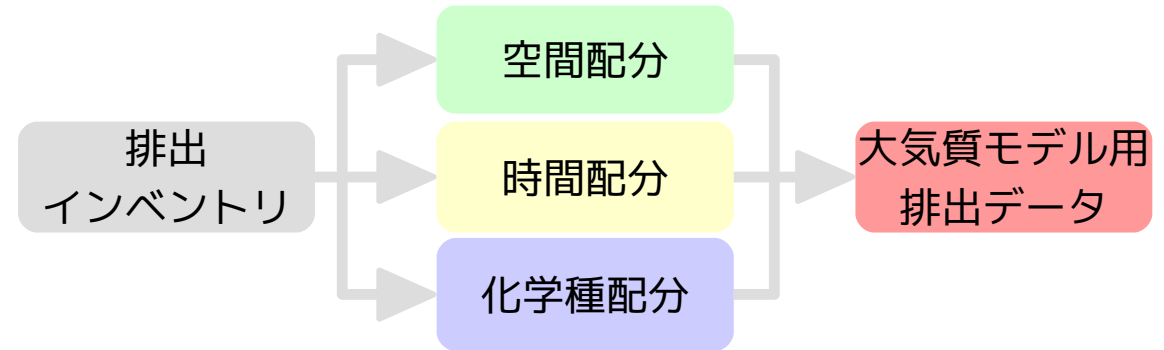 排出
インベントリ
空間配分
時間配分
化学種配分
大気質モデル用
排出データ